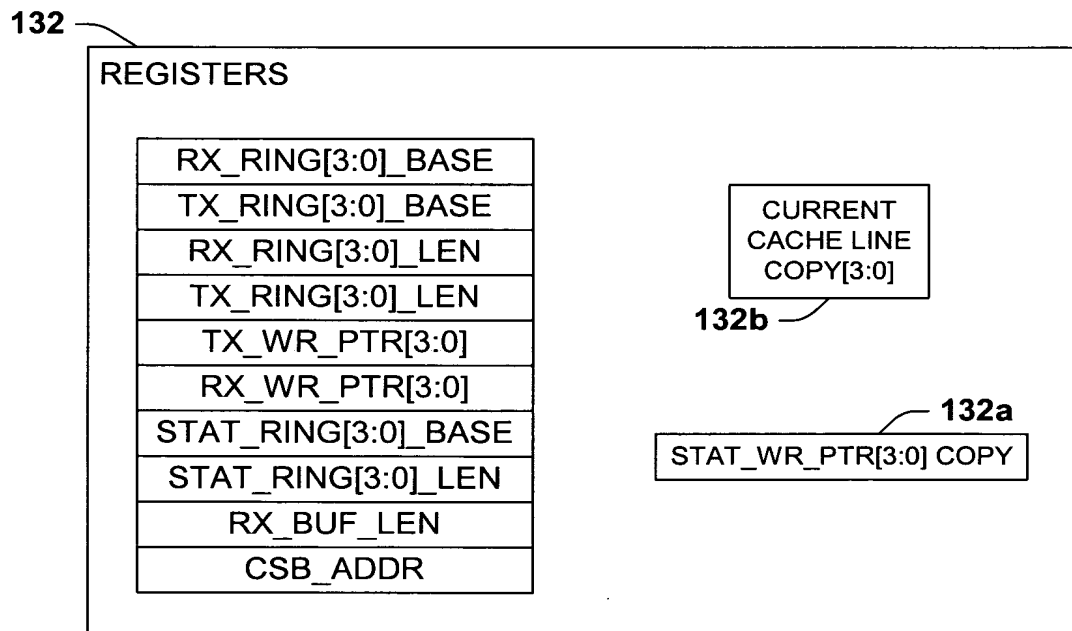 132
REGISTERS
RX_RING[3:0]_BASE
TX_RING[3:0]_BASE
RX_RING[3:0]_LEN
TX_RING[3:0]_LEN
TX_WR_PTR[3:0]
RX_WR_PTR[3:0]
STAT_RING[3:0]_BASE
STAT_RING[3:0]_LEN
RX_BUF_LEN
CSB_ADDR
CURRENT
CACHE LINE
COPY[3:0]
132b
132a
STAT_WR_PTR[3:0] COPY